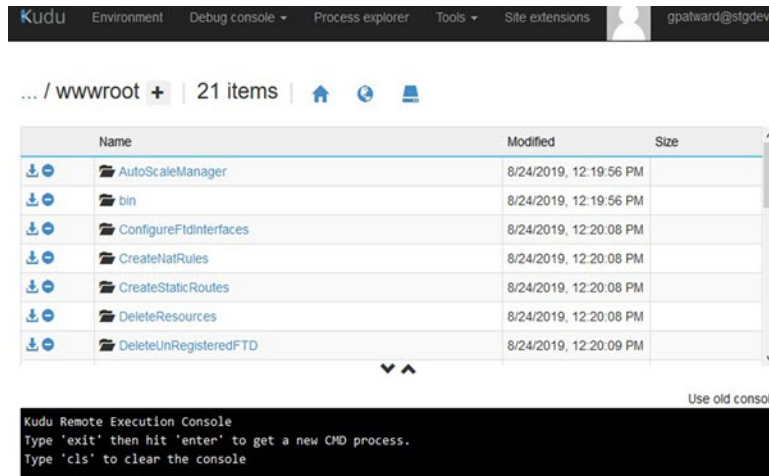 Kudu Environment Debug console Process explorer Tools Site extensions gpatward@stgdev
... / wwwroot + 21 items
Name Modified Size
AutoScaleManager 8/24/2019, 12:19:56 PM
bin 8/24/2019, 12:19:56 PM
ConfigureFtdInterfaces 8/24/2019, 12:20:08 PM
CreateNatRules 8/24/2019, 12:20:08 PM
CreateStaticRoutes 8/24/2019, 12:20:08 PM
DeleteResources 8/24/2019, 12:20:08 PM
DeleteUnRegisteredFTD 8/24/2019, 12:20:09 PM
Use old consol
Kudu Remote Execution Console
Type 'exit' then hit 'enter' to get a new CMD process.
Type 'cls' to clear the console